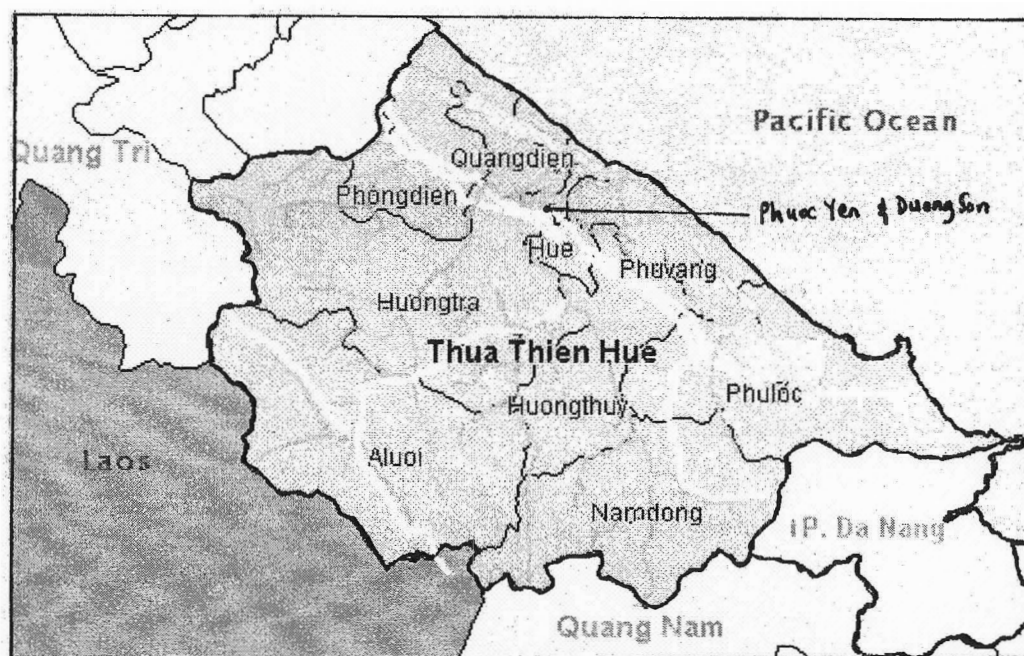 Pacific Ocean
Quang Tri
Quangdien
Phongdien
Phuoc Yen & Duong Son
Hue
Phuvang
Huongtra
Thua Thien Hue
Phuloc
Huongthuy
Laos
Aluoi
Namdong
TP. Da Nang
Quang Nam